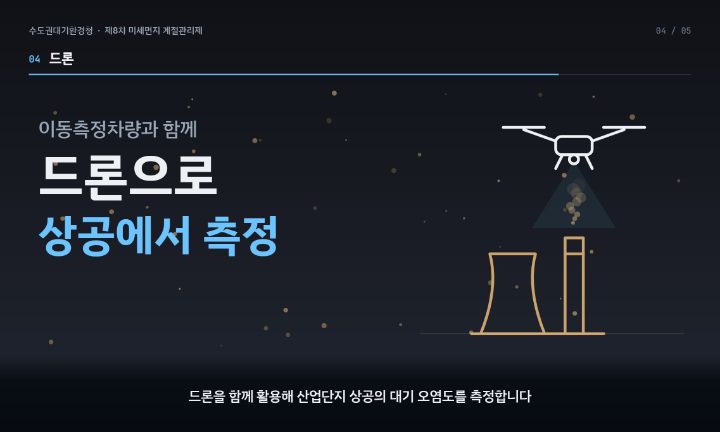 수도권대기환경청 · 제8차 미세먼지 계절관리제
04 / 05
04 드론
이동측정차량과 함께
드론으로
상공에서 측정
드론을 함께 활용해 산업단지 상공의 대기 오염도를 측정합니다